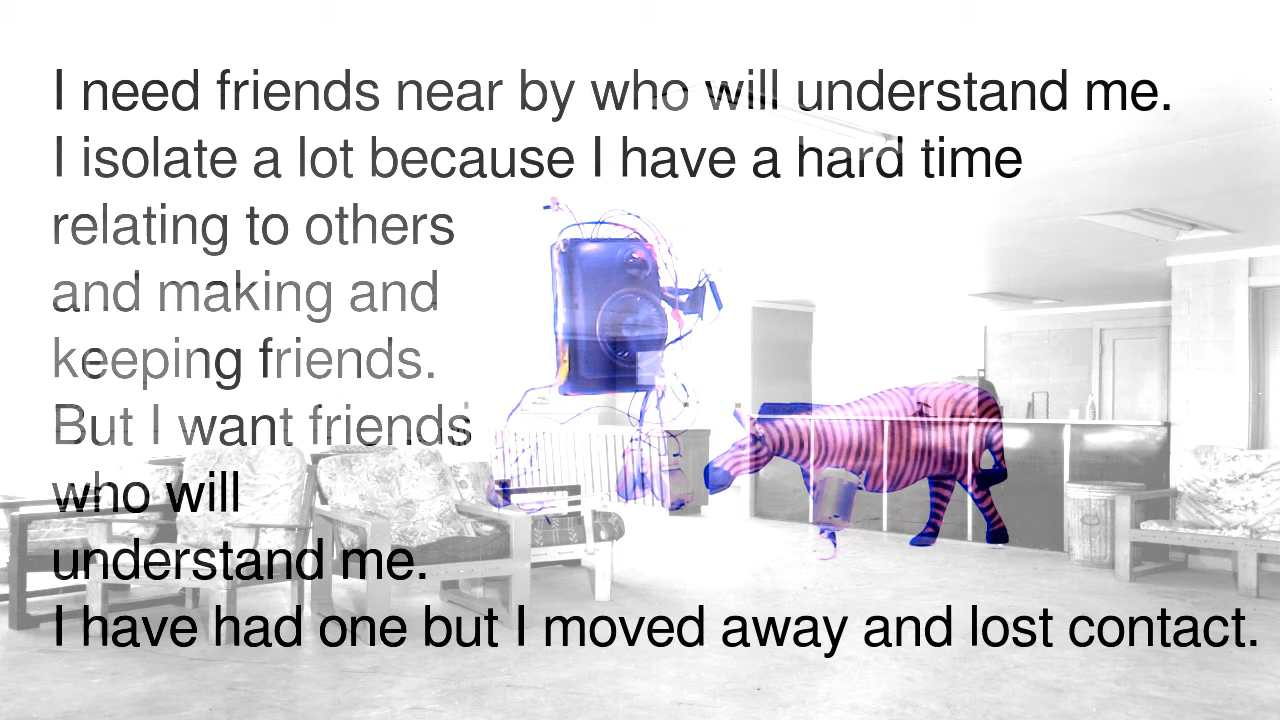 I need friends near by who will understand me.
I isolate a lot because I have a hard time
relating to others
and making and
keeping friends.
But I want friends
who will
understand me.
I have had one but I moved away and lost contact.